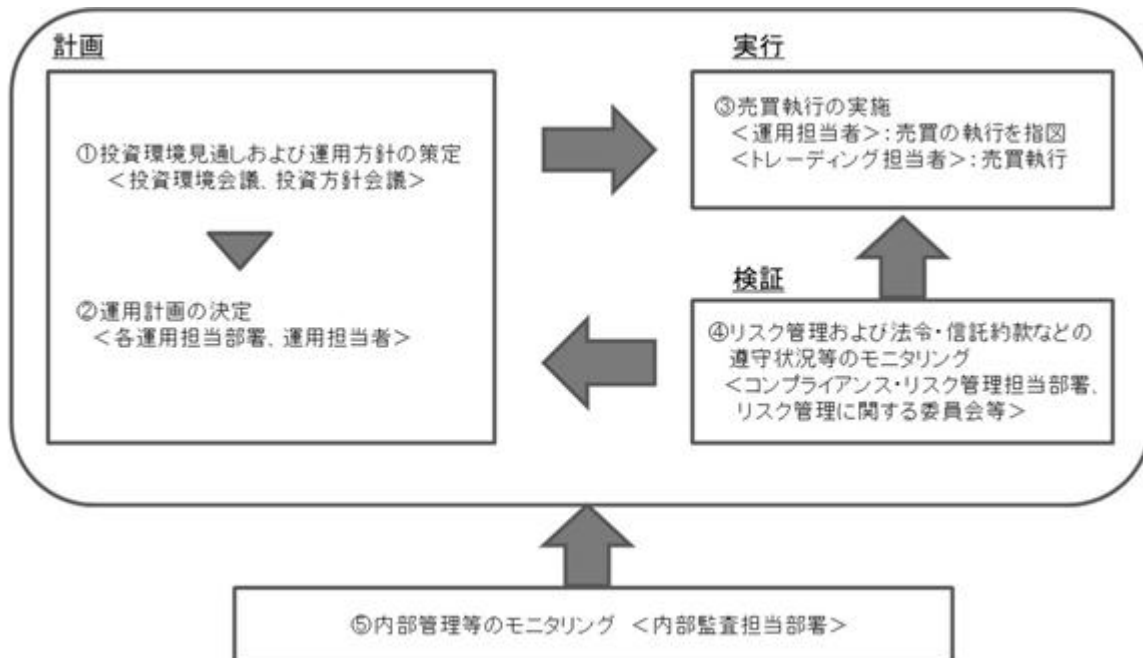 計画
①投資環境見通しおよび運用方針の策定
＜投資環境会議、投資方針会議＞
②運用計画の決定
＜各運用担当部署、運用担当者＞
実行
③売買執行の実施
＜運用担当者＞：売買の執行を指図
＜トレーディング担当者＞：売買執行
検証
④リスク管理および法令・信託約款などの
遵守状況等のモニタリング
＜コンプライアンス・リスク管理担当部署、
リスク管理に関する委員会等＞
⑤内部管理等のモニタリング ＜内部監査担当部署＞